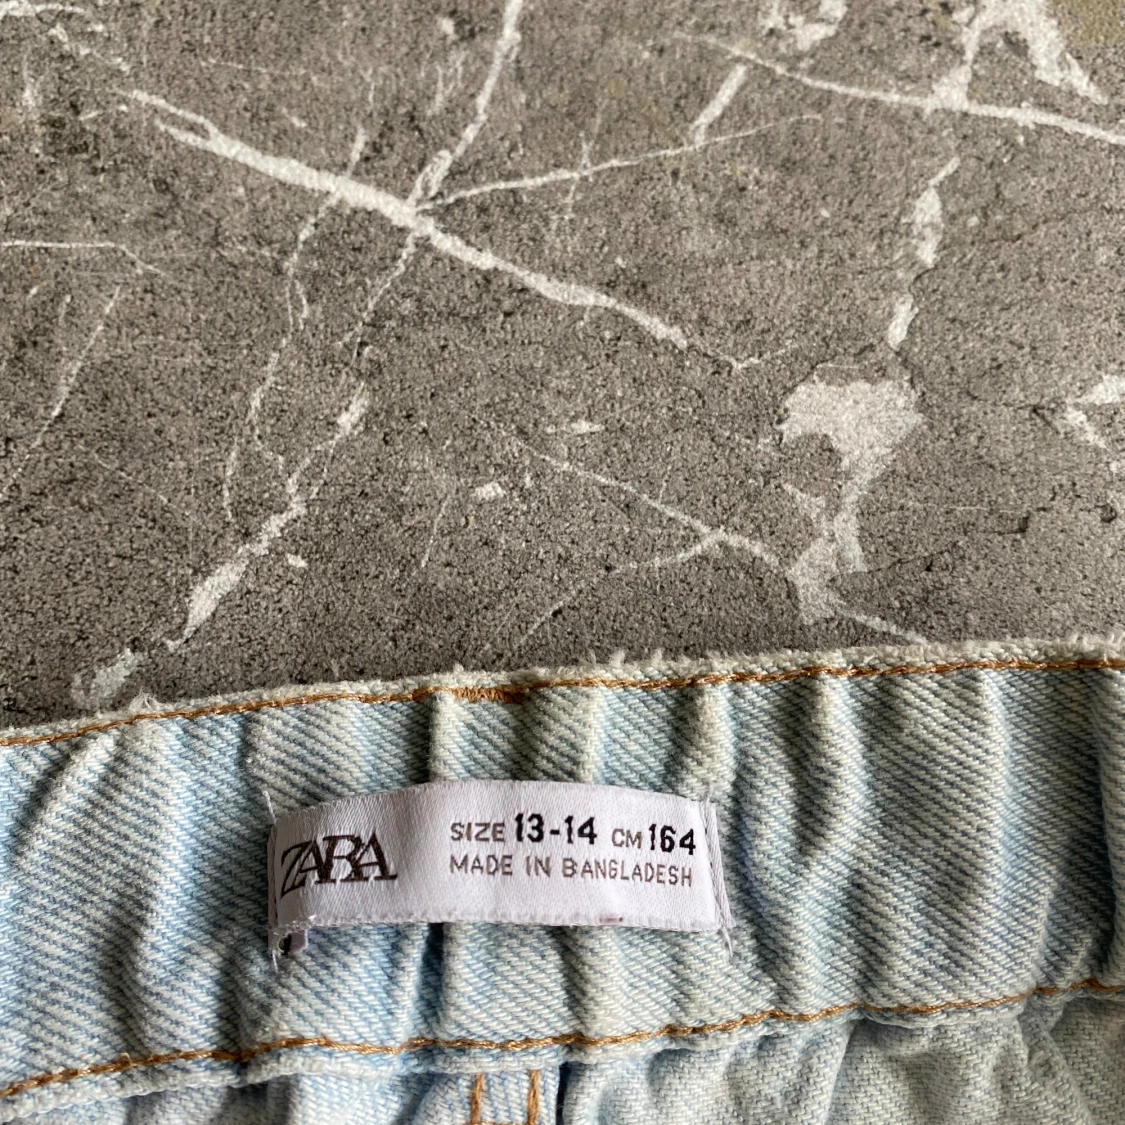 ZARA
SIZE 13-14 CM 164
MADE IN BANGLADESH